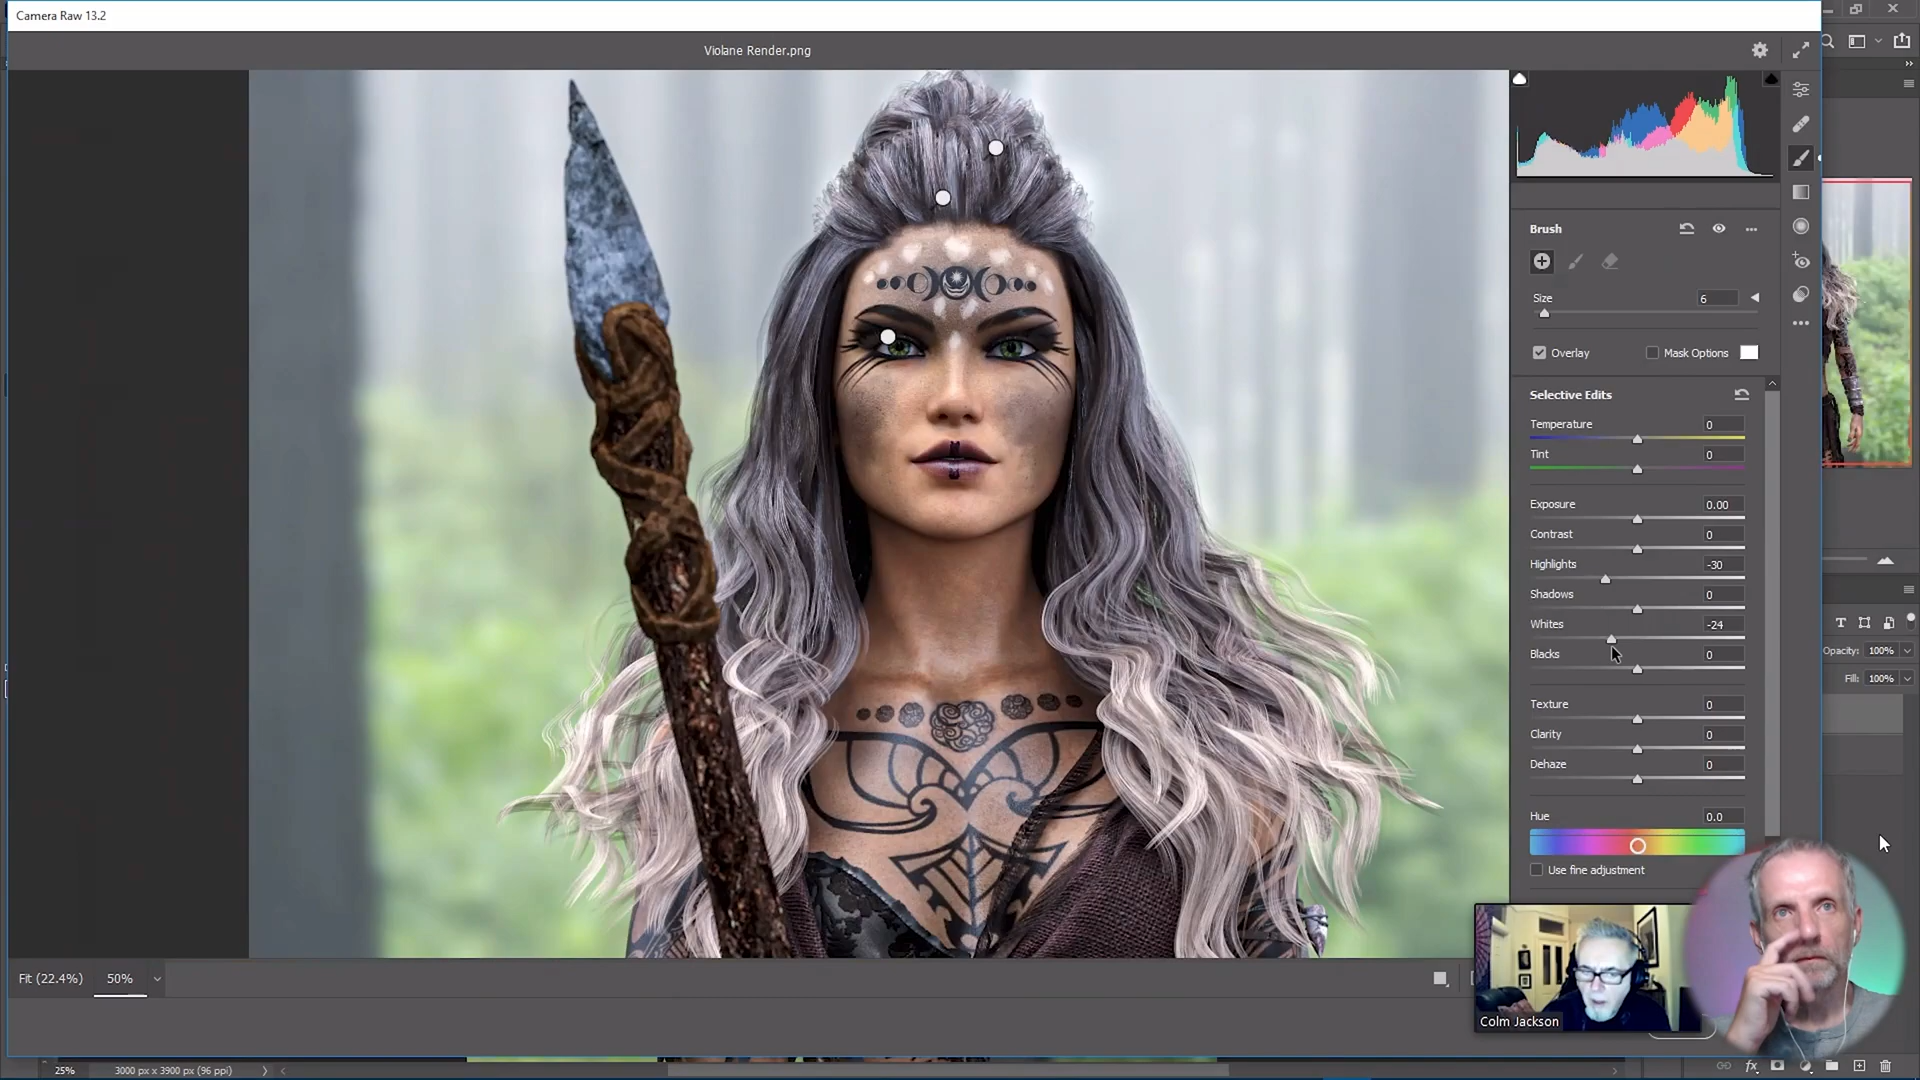 Camera Raw 13.2
Violane Render.png
Brush
Size 6
Overlay Mask Options
Selective Edits
Temperature 0
Tint 0
Exposure 0.00
Contrast 0
Highlights -30
Shadows 0
Whites -24
Blacks 0
Opacity: 100%
Fill: 100%
Texture 0
Clarity 0
Dehaze 0
Hue 0.0
Use fine adjustment
Fit (22.4%) 50%
Colm Jackson
25% 3000 px x 3900 px (96 ppi)
fx